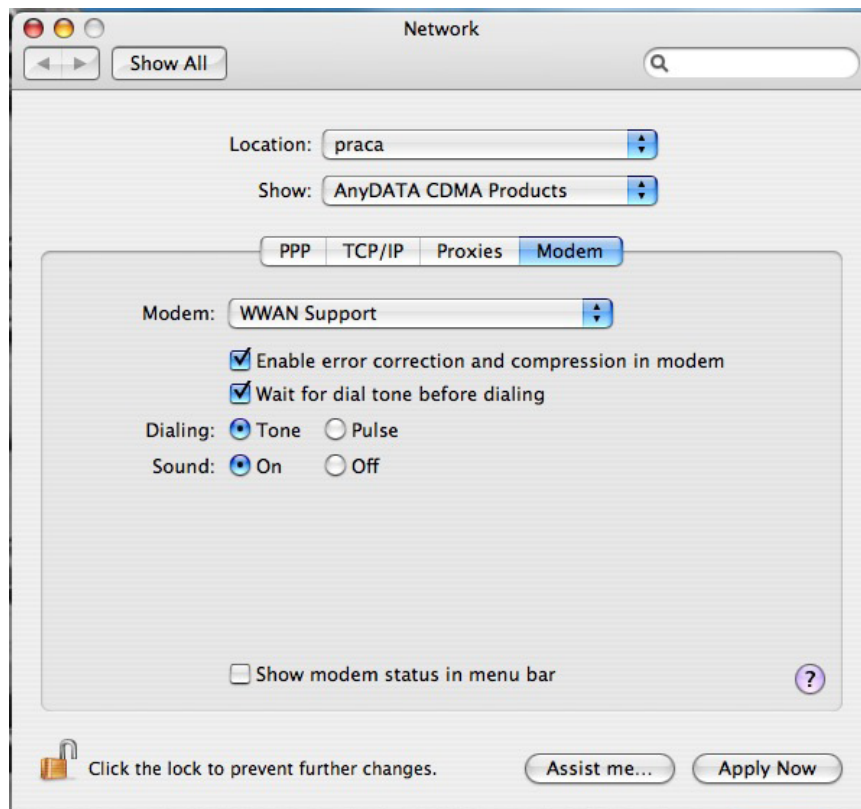 Network
Show All
Location: praca
Show: AnyDATA CDMA Products
PPP TCP/IP Proxies Modem
Modem: WWAN Support
Enable error correction and compression in modem
Wait for dial tone before dialing
Dialing: Tone Pulse
Sound: On Off
Show modem status in menu bar
?
Click the lock to prevent further changes. Assist me... Apply Now